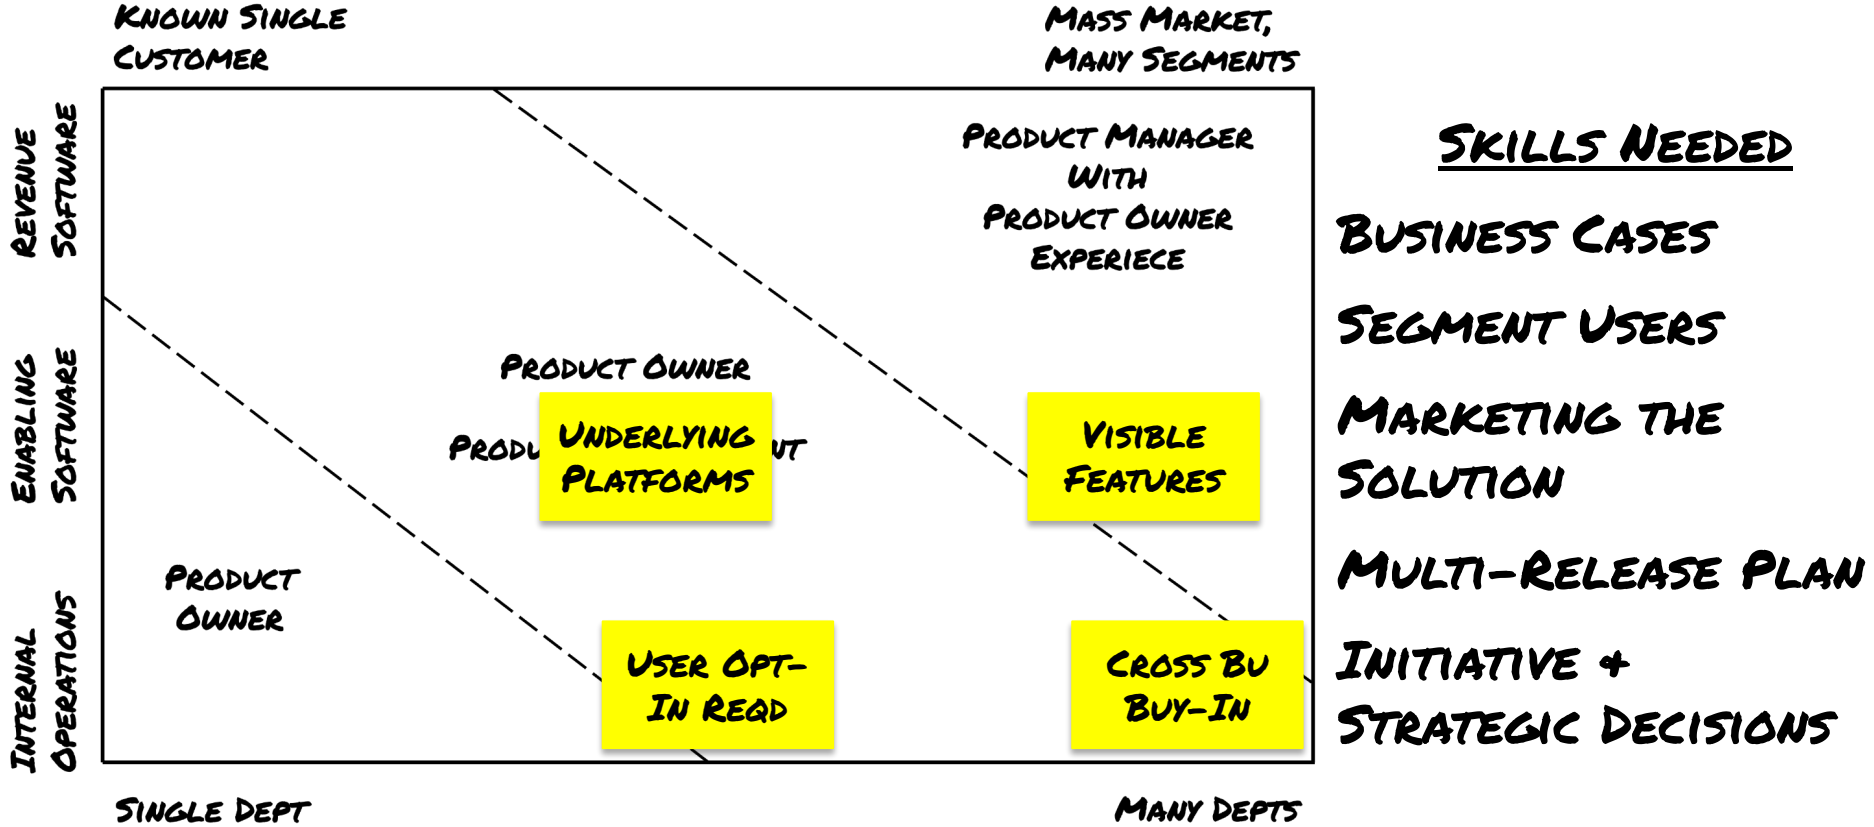 Known Single
Customer
Mass Market,
Many Segments
Revenue
Software
Enabling
Software
Internal
Operations
Product Manager
With
Product Owner
Experiece
Product Owner
Underlying
Platforms
Visible
Features
Product
Owner
User Opt-
In Reqd
Cross Bu
Buy-In
Single Dept
Many Depts
Skills Needed
Business Cases
Segment Users
Marketing the
Solution
Multi-Release Plan
Initiative &
Strategic Decisions